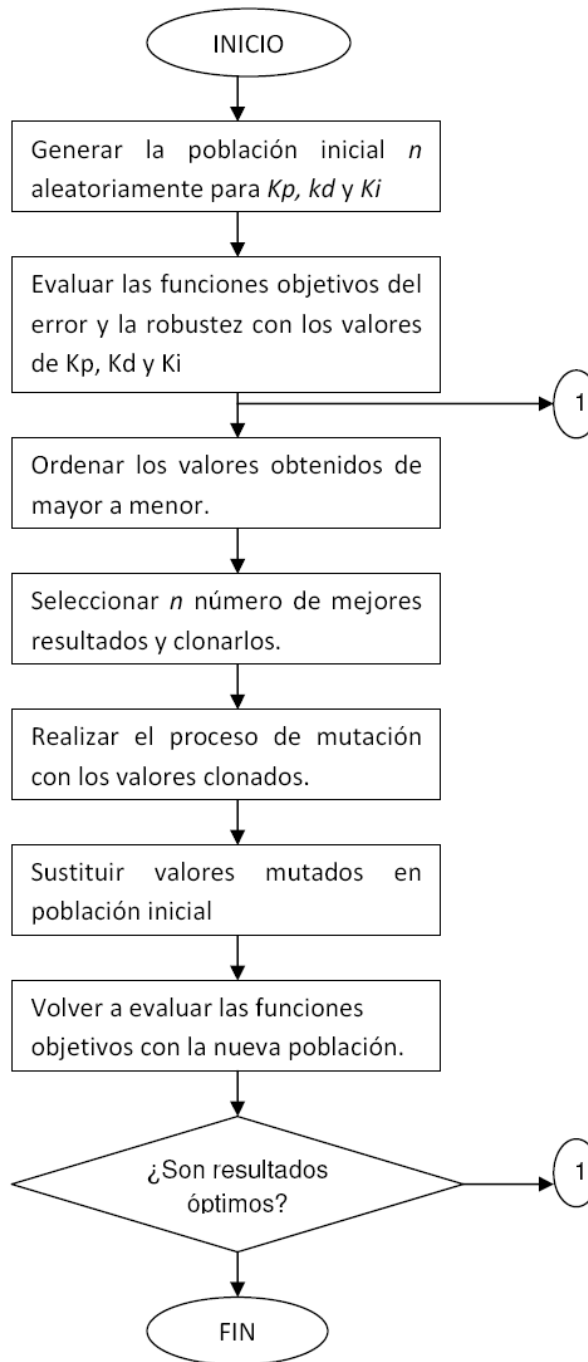 INICIO
Generar la población inicial n
aleatoriamente para Kp, kd y Ki
Evaluar las funciones objetivos del
error y la robustez con los valores
de Kp, Kd y Ki
1
Ordenar los valores obtenidos de
mayor a menor.
Seleccionar n número de mejores
resultados y clonarlos.
Realizar el proceso de mutación
con los valores clonados.
Sustituir valores mutados en
población inicial
Volver a evaluar las funciones
objetivos con la nueva población.
¿Son resultados
óptimos?
1
FIN